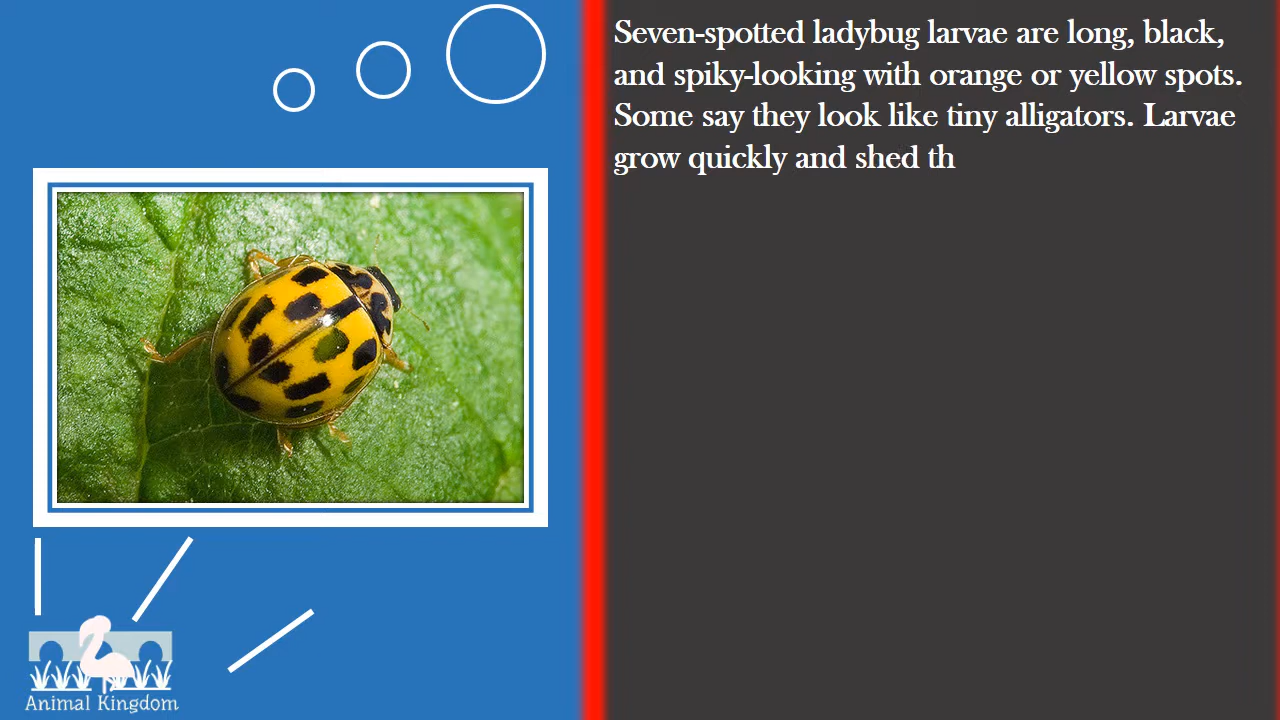 Seven-spotted ladybug larvae are long, black,
and spiky-looking with orange or yellow spots.
Some say they look like tiny alligators. Larvae
grow quickly and shed th
Animal Kingdom